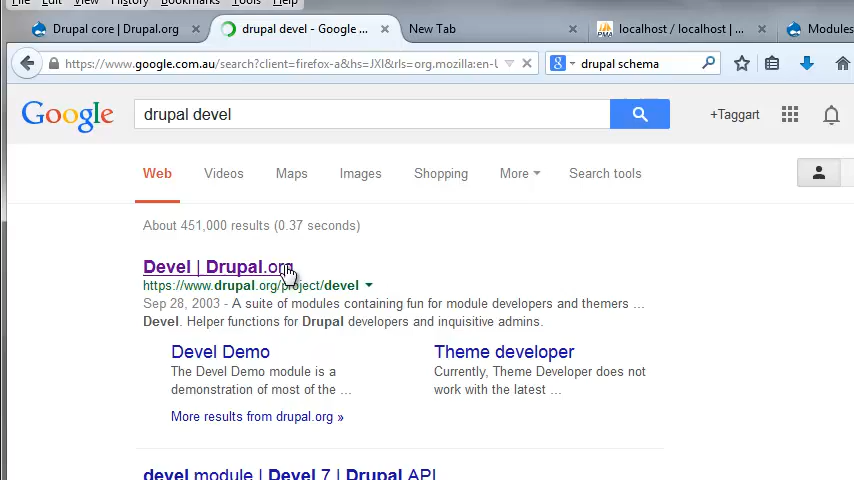 File Edit View History Bookmarks Tools Help
Drupal core | Drupal.org × drupal devel - Google ... × New Tab × localhost / localhost | ... × Modules
https://www.google.com.au/search?client=firefox-a&hs=JXI&rls=org.mozilla:en-U drupal schema
Google drupal devel +Taggart
Web Videos Maps Images Shopping More Search tools
About 451,000 results (0.37 seconds)
Devel | Drupal.org
https://www.drupal.org/project/devel
Sep 28, 2003 - A suite of modules containing fun for module developers and themers ...
Devel. Helper functions for Drupal developers and inquisitive admins.
Devel Demo Theme developer
The Devel Demo module is a Currently, Theme Developer does not
demonstration of most of the ... work with the latest ...
More results from drupal.org »
devel module | Devel 7 | Drupal API